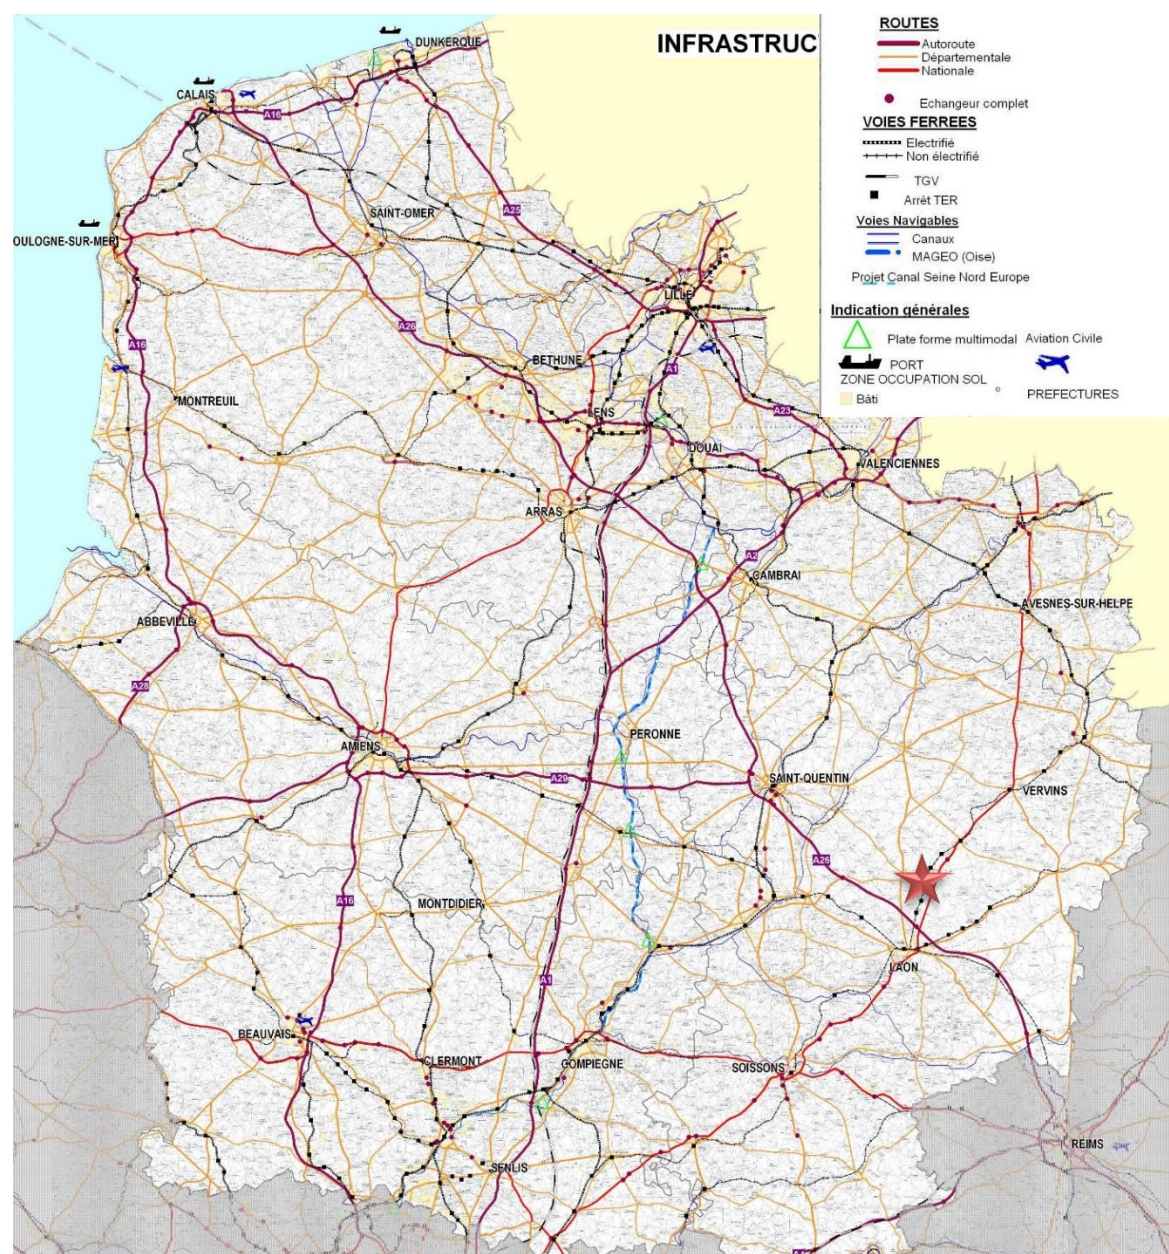 INFRASTRUC
ROUTES
Autoroute
Départementale
Nationale
Echangeur complet
VOIES FERREES
Electrifié
Non électrifié
TGV
Arrêt TER
Voies Navigables
Canaux
MAGEO (Oise)
Projet Canal Seine Nord Europe
Indication générales
Plate forme multimodal
Aviation Civile
PORT
ZONE OCCUPATION SOL
PREFECTURES
Bâti
DUNKERQUE
CALAIS
A16
SAINT-OMER
A25
OULOGNE-SUR-MER
LILLE
A26
A16
BETHUNE
A1
MONTREUIL
LENS
A23
DOUAI
VALENCIENNES
ARRAS
A2
CAMBRAI
AVESNES-SUR-HELPE
ABBEVILLE
A28
PERONNE
AMIENS
A29
SAINT-QUENTIN
VERVINS
A26
A16
MONTDIDIER
LAON
A1
BEAUVAIS
CLERMONT
COMPIEGNE
SOISSONS
REIMS
SENLIS